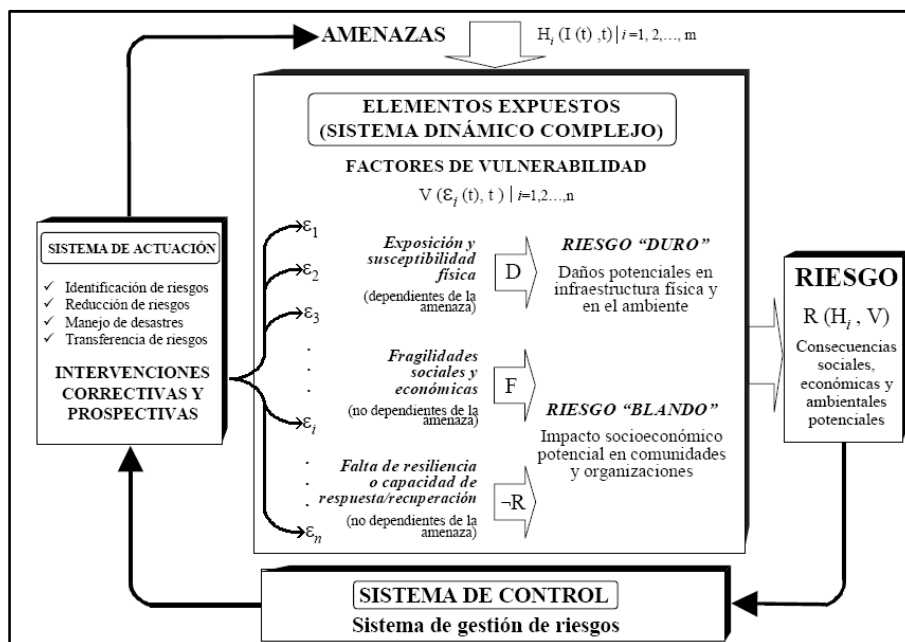 AMENAZAS
H i (I (t) ,t) | i=1, 2,..., m
ELEMENTOS EXPUESTOS
(SISTEMA DINÁMICO COMPLEJO)
FACTORES DE VULNERABILIDAD
V (ε i (t), t ) | i=1,2...,n
SISTEMA DE ACTUACIÓN
✓ Identificación de riesgos
✓ Reducción de riesgos
✓ Manejo de desastres
✓ Transferencia de riesgos
INTERVENCIONES
CORRECTIVAS Y
PROSPECTIVAS
ε1
ε2
ε3
.
.
.
εi
.
.
.
εn
Exposición y
susceptibilidad
física
(dependientes de la
amenaza)
D
RIESGO “DURO”
Daños potenciales en
infraestructura física y
en el ambiente
Fragilidades
sociales y
económicas
(no dependientes de la
amenaza)
F
RIESGO “BLANDO”
Impacto socioeconómico
potencial en comunidades
y organizaciones
Falta de resiliencia
o capacidad de
respuesta/recuperación
(no dependientes de la
amenaza)
¬R
RIESGO
R (H i , V)
Consecuencias
sociales,
económicas y
ambientales
potenciales
SISTEMA DE CONTROL
Sistema de gestión de riesgos